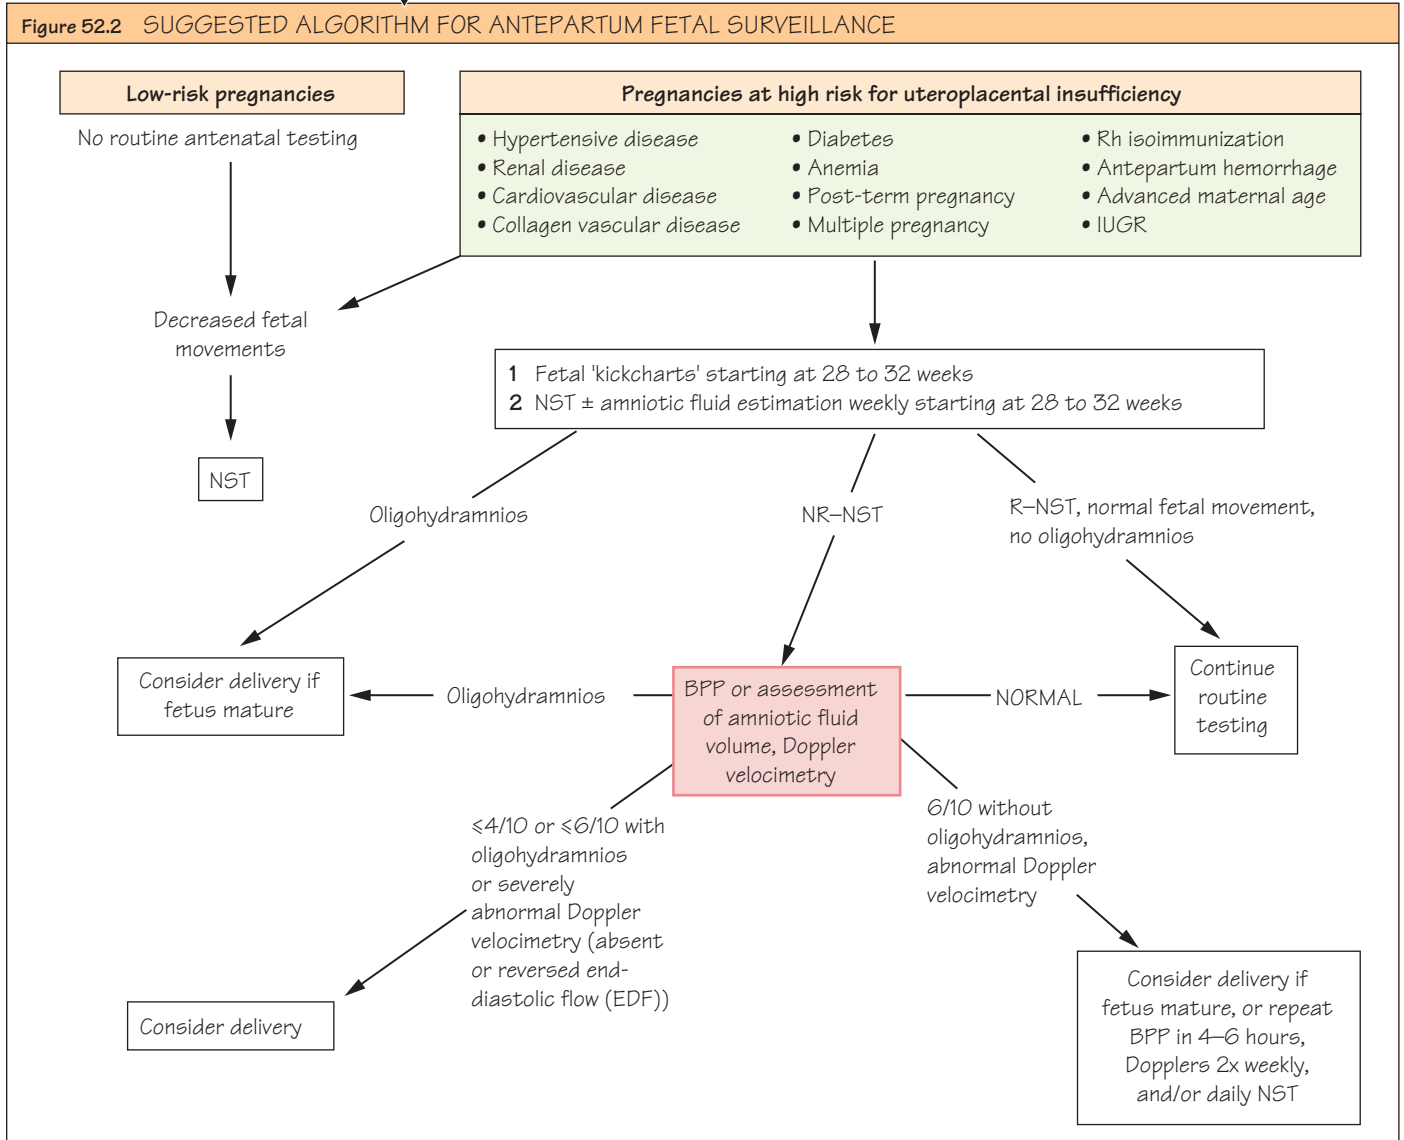 Figure 52.2 SUGGESTED ALGORITHM FOR ANTEPARTUM FETAL SURVEILLANCE
Low-risk pregnancies
No routine antenatal testing
Pregnancies at high risk for uteroplacental insufficiency
• Hypertensive disease
• Renal disease
• Cardiovascular disease
• Collagen vascular disease
• Diabetes
• Anemia
• Post-term pregnancy
• Multiple pregnancy
• Rh isoimmunization
• Antepartum hemorrhage
• Advanced maternal age
• IUGR
Decreased fetal
movements
NST
1 Fetal 'kickcharts' starting at 28 to 32 weeks
2 NST ± amniotic fluid estimation weekly starting at 28 to 32 weeks
Oligohydramnios
NR–NST
R–NST, normal fetal movement,
no oligohydramnios
Consider delivery if
fetus mature
Oligohydramnios
BPP or assessment
of amniotic fluid
volume, Doppler
velocimetry
NORMAL
Continue
routine
testing
⩽4/10 or ⩽6/10 with
oligohydramnios
or severely
abnormal Doppler
velocimetry (absent
or reversed end-
diastolic flow (EDF))
6/10 without
oligohydramnios,
abnormal Doppler
velocimetry
Consider delivery
Consider delivery if
fetus mature, or repeat
BPP in 4–6 hours,
Dopplers 2x weekly,
and/or daily NST